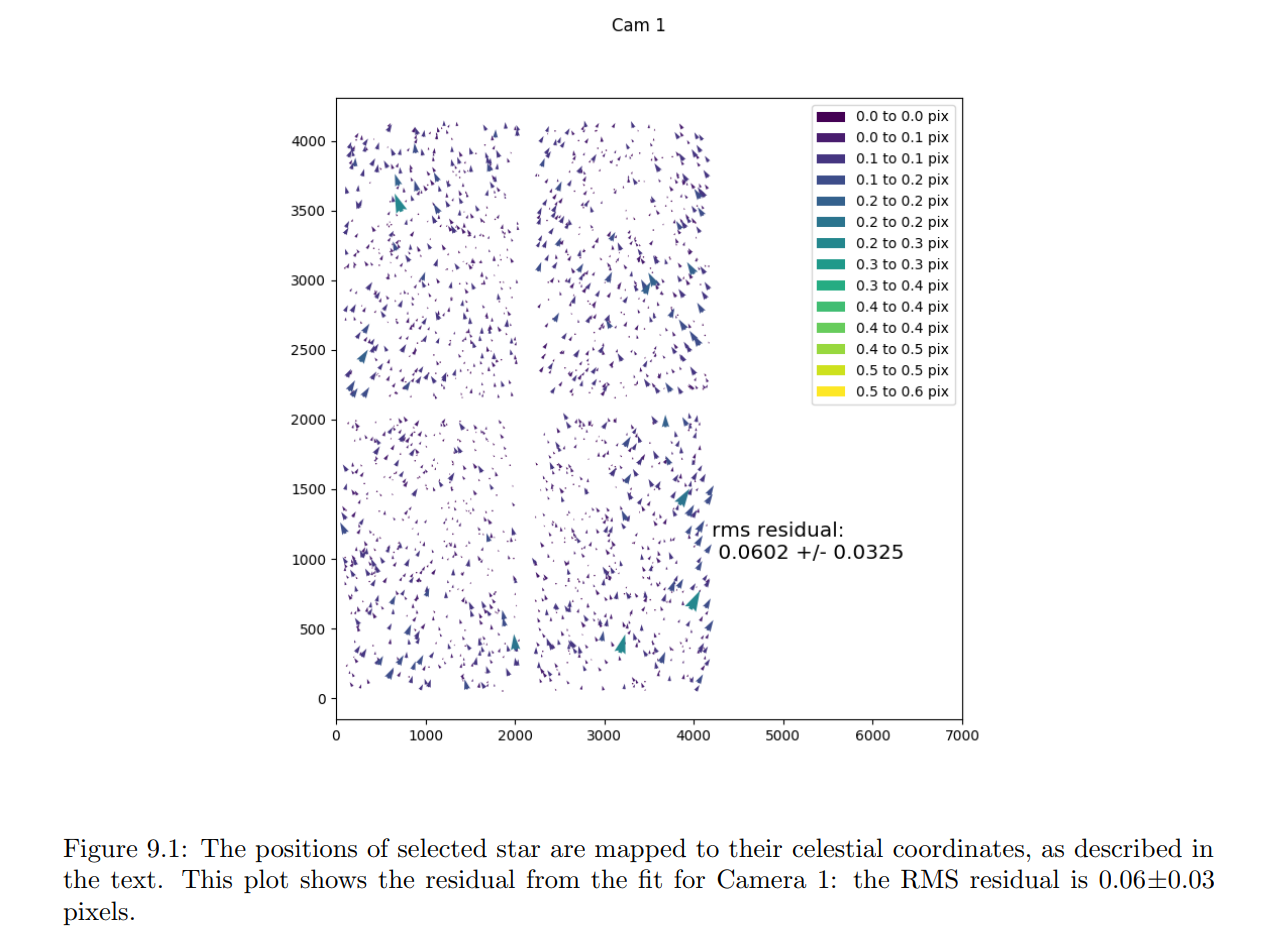 Cam 1
4000
3500
3000
2500
2000
1500
1000
500
0
0 1000 2000 3000 4000 5000 6000 7000
0.0 to 0.0 pix
0.0 to 0.1 pix
0.1 to 0.1 pix
0.1 to 0.2 pix
0.2 to 0.2 pix
0.2 to 0.2 pix
0.2 to 0.3 pix
0.3 to 0.3 pix
0.3 to 0.4 pix
0.4 to 0.4 pix
0.4 to 0.4 pix
0.4 to 0.5 pix
0.5 to 0.5 pix
0.5 to 0.6 pix
rms residual:
0.0602 +/- 0.0325
Figure 9.1: The positions of selected star are mapped to their celestial coordinates, as described in
the text. This plot shows the residual from the fit for Camera 1: the RMS residual is 0.06±0.03
pixels.